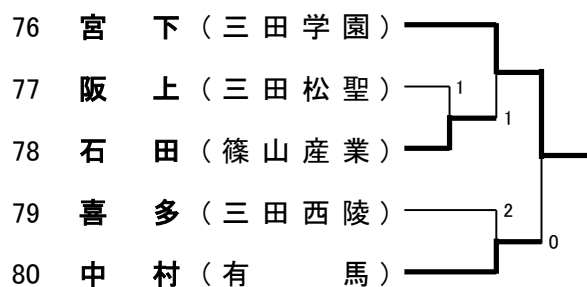 76 宮 下 ( 三 田 学 園 )
77 阪 上 ( 三 田 松 聖 ) 1
1
78 石 田 ( 篠 山 産 業 )
79 喜 多 ( 三 田 西 陵 ) 2
0
80 中 村 ( 有 馬 )